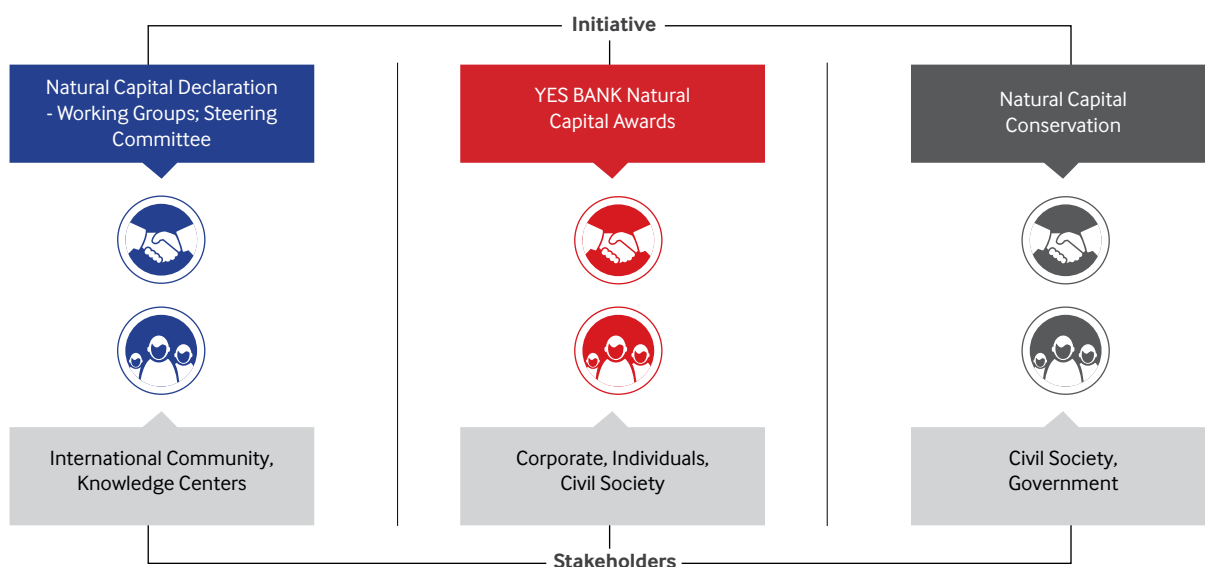 Initiative
Natural Capital Declaration
- Working Groups; Steering
Committee
YES BANK Natural
Capital Awards
Natural Capital
Conservation
International Community,
Knowledge Centers
Corporate, Individuals,
Civil Society
Civil Society,
Government
Stakeholders